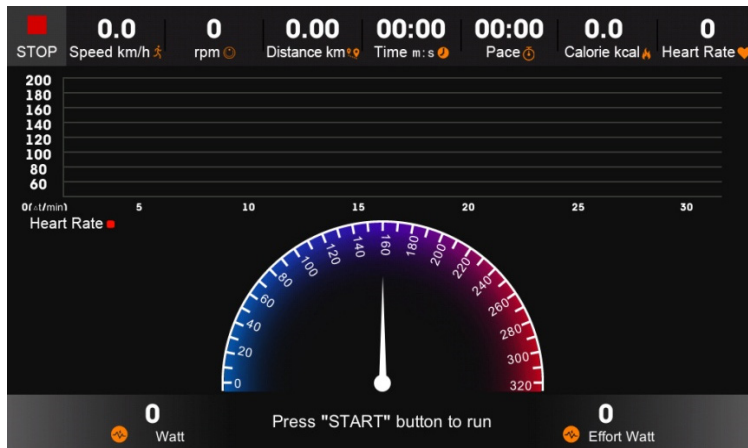 0.0 0 0.00 00:00 00:00 0.0 0
STOP Speed km/h rpm Distance km Time m:s Pace Calorie kcal Heart Rate
200
180
160
140
120
100
80
60
0(△t/min) 5 10 15 20 25 30
Heart Rate
0 20 40 60 80 100 120 140 160 180 200 220 240 260 280 300 320
0 Press "START" button to run 0
Watt Effort Watt